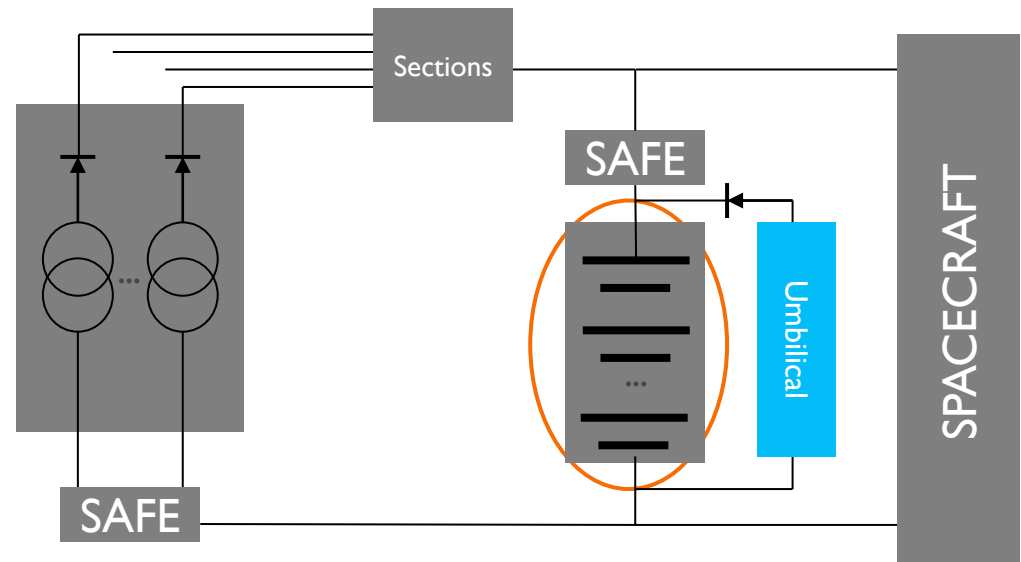 Sections
SAFE
...
Umbilical
...
SPACECRAFT
SAFE